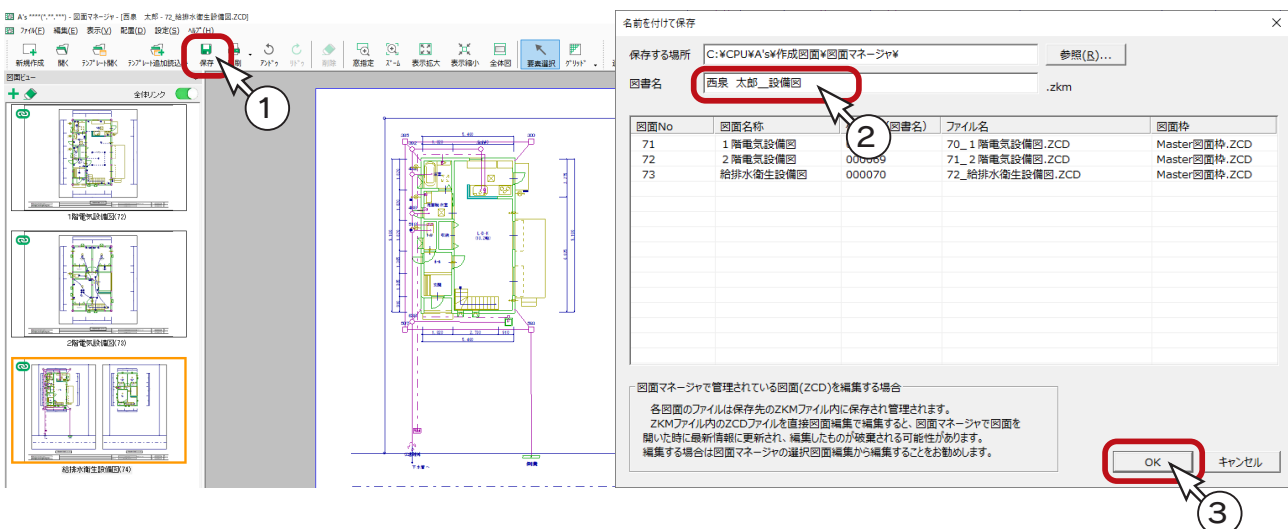 A's ****(*,**,***) - 図面マネージャ - [西泉　太郎 - 72_給排水衛生設備図.ZCD]
ファイル(F) 編集(E) 表示(V) 配置(D) 設定(S) ヘルプ(H)
新規作成 開く テンプレート開く テンプレート追加読込 保存 アンドゥ リドゥ 削除 窓指定 ズーム 表示拡大 表示縮小 全体図 要素選択 グリッド
図面ビュー
全体リンク
1階電気設備図(72)
2階電気設備図(73)
給排水衛生設備図(74)
①
名前を付けて保存
保存する場所 C:¥CPU¥A's¥作成図面¥図面マネージャ¥ 参照(R)...
図書名 西泉 太郎__設備図 .zkm
②
図面No 図面名称 (図書名) ファイル名 図面枠
71 １階電気設備図 70_１階電気設備図.ZCD Master図面枠.ZCD
72 ２階電気設備図 000069 71_２階電気設備図.ZCD Master図面枠.ZCD
73 給排水衛生設備図 000070 72_給排水衛生設備図.ZCD Master図面枠.ZCD
図面マネージャで管理されている図面(ZCD)を編集する場合
各図面のファイルは保存先のZKMファイル内に保存され管理されます。
ZKMファイル内のZCDファイルを直接図面編集で編集すると、図面マネージャで図面を
開いた時に最新情報に更新され、編集したものが破棄される可能性があります。
編集する場合は図面マネージャの選択図面編集から編集することをお勧めします。
OK キャンセル
③